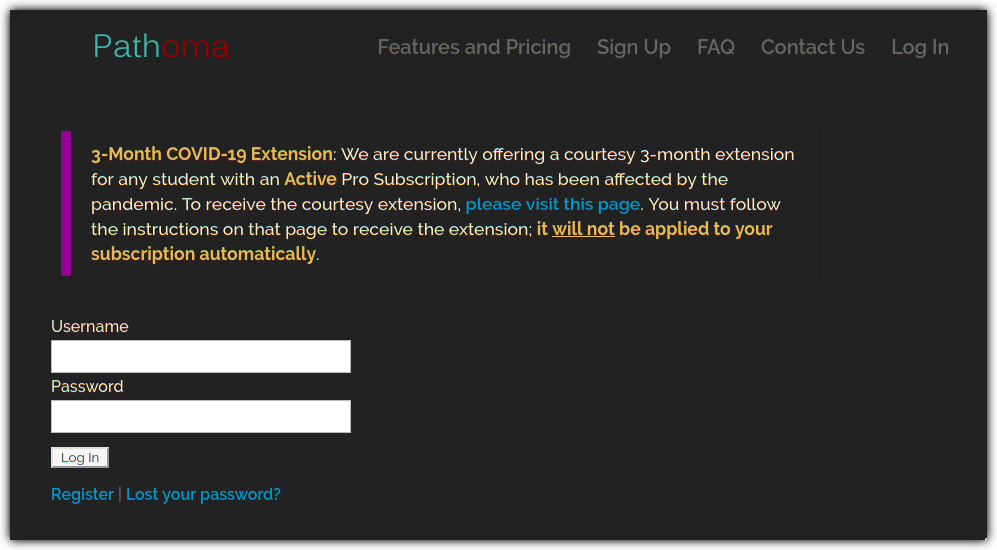 Pathoma
Features and Pricing Sign Up FAQ Contact Us Log In
3-Month COVID-19 Extension: We are currently offering a courtesy 3-month extension
for any student with an Active Pro Subscription, who has been affected by the
pandemic. To receive the courtesy extension, please visit this page. You must follow
the instructions on that page to receive the extension; it will not be applied to your
subscription automatically.
Username
Password
Log In
Register | Lost your password?